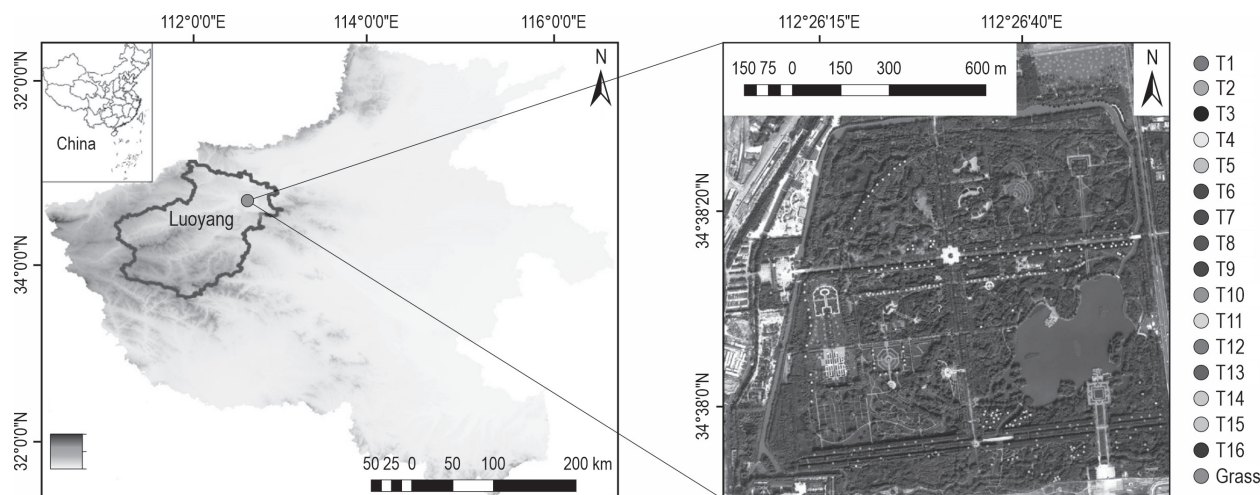 112°0'0"E
114°0'0"E
116°0'0"E
32°0'0"N
34°0'0"N
32°0'0"N
China
N
Luoyang
50 25 0 50 100 200 km
112°26'15"E
112°26'40"E
150 75 0 150 300 600 m
N
34°38'20"N
34°38'0"N
T1
T2
T3
T4
T5
T6
T7
T8
T9
T10
T11
T12
T13
T14
T15
T16
Grass